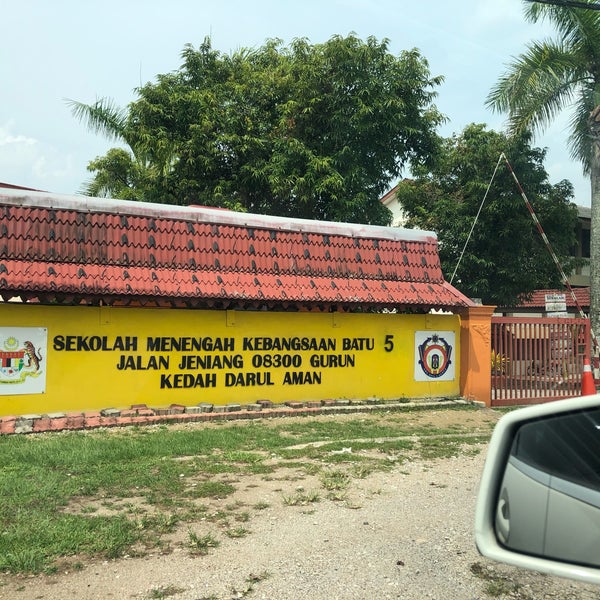 SEKOLAH MENENGAH KEBANGSAAN BATU 5
JALAN JENIANG 08300 GURUN
KEDAH DARUL AMAN